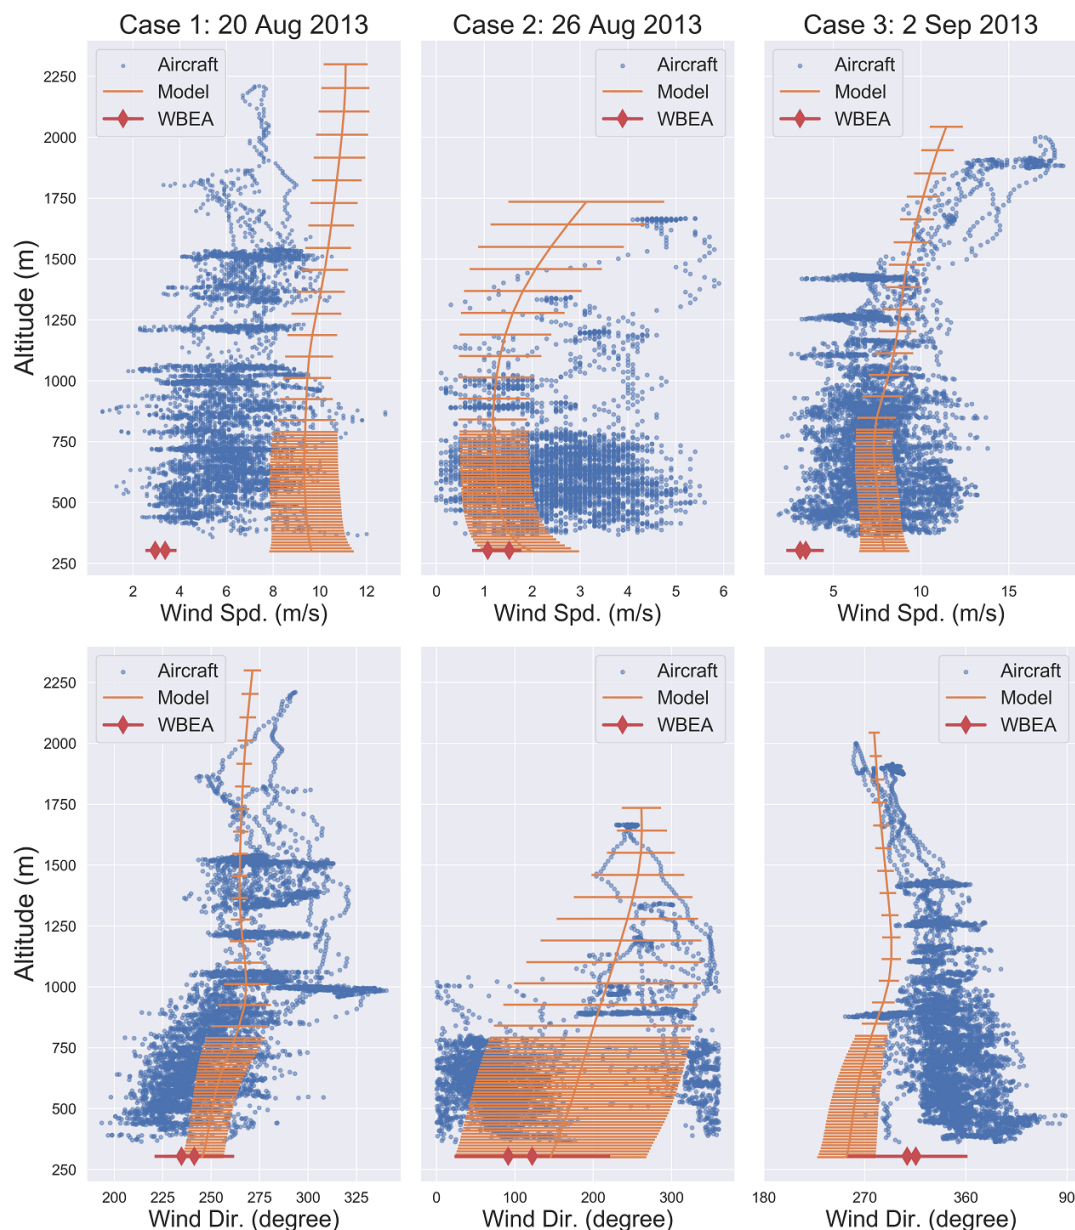 Case 1: 20 Aug 2013
Case 2: 26 Aug 2013
Case 3: 2 Sep 2013
Aircraft
Model
WBEA
Aircraft
Model
WBEA
Aircraft
Model
WBEA
Altitude (m)
2250
2000
1750
1500
1250
1000
750
500
250
2 4 6 8 10 12
0 1 2 3 4 5 6
5 10 15
Wind Spd. (m/s)
Wind Spd. (m/s)
Wind Spd. (m/s)
Aircraft
Model
WBEA
Aircraft
Model
WBEA
Aircraft
Model
WBEA
Altitude (m)
2250
2000
1750
1500
1250
1000
750
500
250
200 225 250 275 300 325
0 100 200 300
180 270 360 90
Wind Dir. (degree)
Wind Dir. (degree)
Wind Dir. (degree)